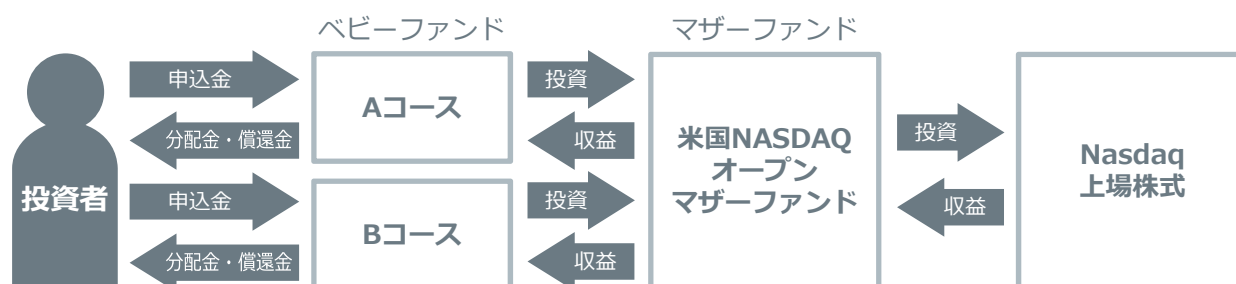 ベビーファンド
マザーファンド
申込金
Aコース
投資
分配金・償還金
収益
米国NASDAQ
オープン
マザーファンド
投資
Nasdaq
上場株式
収益
投資者
申込金
Bコース
投資
分配金・償還金
収益